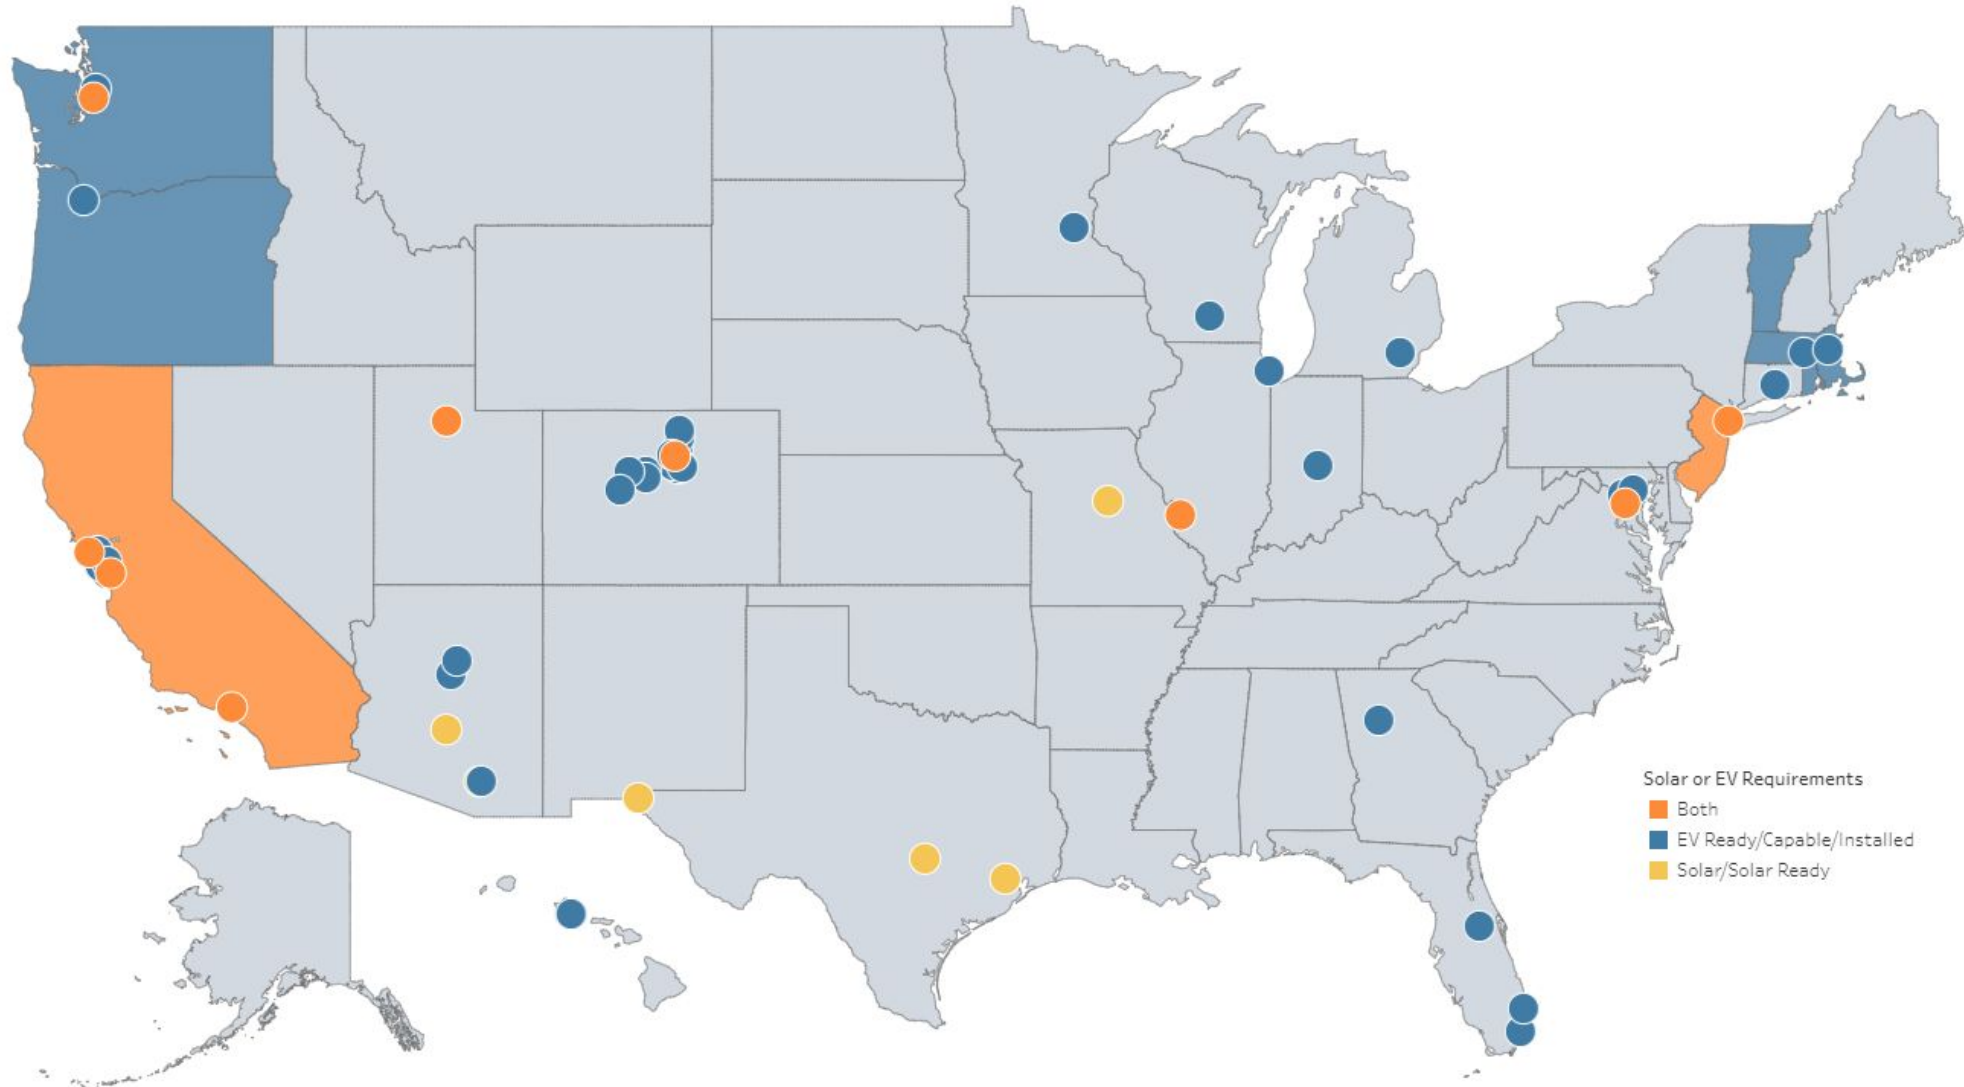 Solar or EV Requirements
Both
EV Ready/Capable/Installed
Solar/Solar Ready